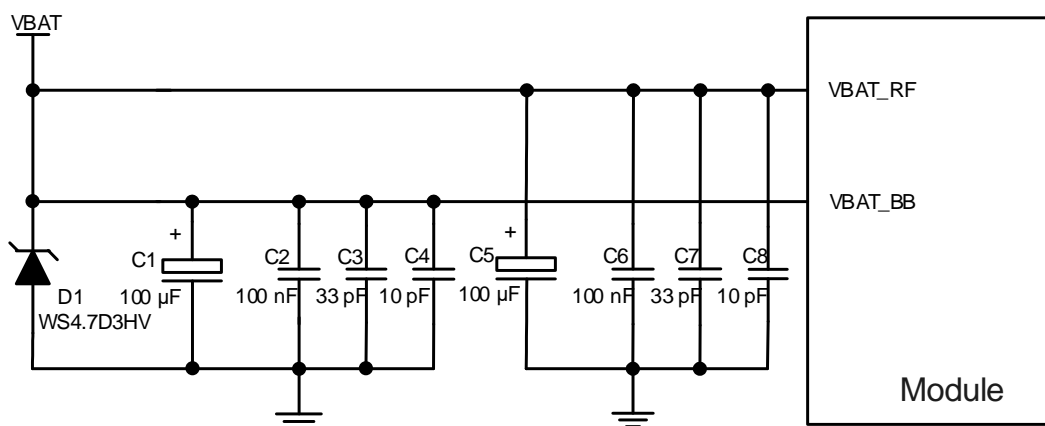 VBAT
VBAT_RF
VBAT_BB
+
+
C1
C2
C3
C4
C5
C6
C7
C8
D1
100 µF
100 nF
33 pF
10 pF
100 µF
100 nF
33 pF
10 pF
WS4.7D3HV
Module